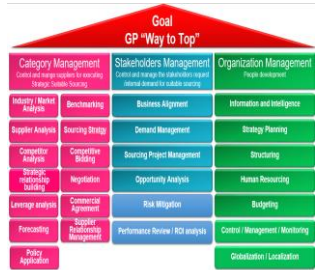 Goal
GP "Way to Top"
Category Management
Control and mange suppliers for executing
Strategic Suitable Sourcing
Industry / Market
Analysis
Supplier Analysis
Competitor
Analysis
Strategic
relationship
building
Leverage analysis
Forecasting
Policy
Application
Benchmarking
Sourcing Stratgy
Competitive
Bidding
Negotiation
Commercial
Agreement
Supplier
Relationship
Management
Stakeholders Management
Control and manage the stakeholders request
/internal demand for suitable sourcing
Business Alignment
Demand Management
Sourcing Project Management
Opportunity Analysis
Risk Mitigation
Performance Review / ROI analysis
Organization Management
People development
Information and Intelligence
Strategy Planning
Structuring
Human Resourcing
Budgeting
Control / Management / Monitoring
Globalization / Localization